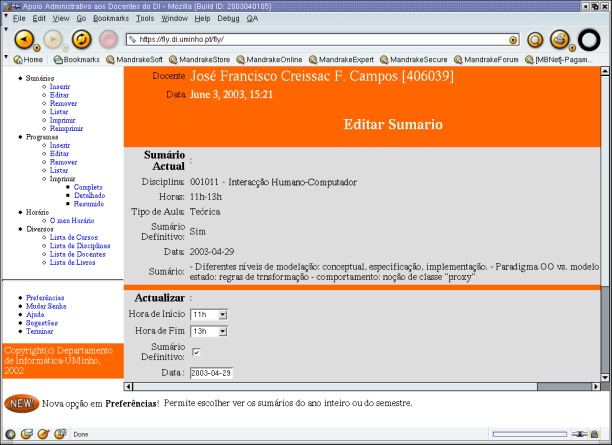 Apoio Administrativo aos Docentes do DI - Mozilla {Build ID: 2003040105}
File Edit View Go Bookmarks Tools Window Help Debug QA
https://fly.di.uminho.pt/fly/
Home Bookmarks MandrakeSoft MandrakeStore MandrakeOnline MandrakeExpert MandrakeSecure MandrakeForum [MBNet]-Pagam...
Sumários
Inserir
Editar
Remover
Listar
Imprimir
Reimprimir
Programas
Inserir
Editar
Remover
Listar
Imprimir
Completo
Detalhado
Resumido
Horário
O meu Horário
Diversos
Lista de Cursos
Lista de Disciplinas
Lista de Docentes
Lista de Livros
Preferências
Mudar Senha
Ajuda
Sugestões
Terminar
Copyright(c) Departamento
de Informática-UMinho,
2002
Docente José Francisco Creissac F. Campos [406039]
Data June 3, 2003, 15:21
Editar Sumario
Sumário
Actual :
Disciplina: 001011 - Interacção Humano-Computador
Horas: 11h-13h
Tipo de Aula: Teórica
Sumário
Definitivo: Sim
Data: 2003-04-29
Sumário: - Diferentes níveis de modelação: conceptual, especificação, implementação. - Paradigma OO vs. modelo
estado: regras de trnsformação - comportamento: noção de classe "proxy"
Actualizar :
Hora de Início 11h
Hora de Fim 13h
Sumário
Definitivo:
Data : 2003-04-29
NEW! Nova opção em Preferências! Permite escolher ver os sumários do ano inteiro ou do semestre.
Done